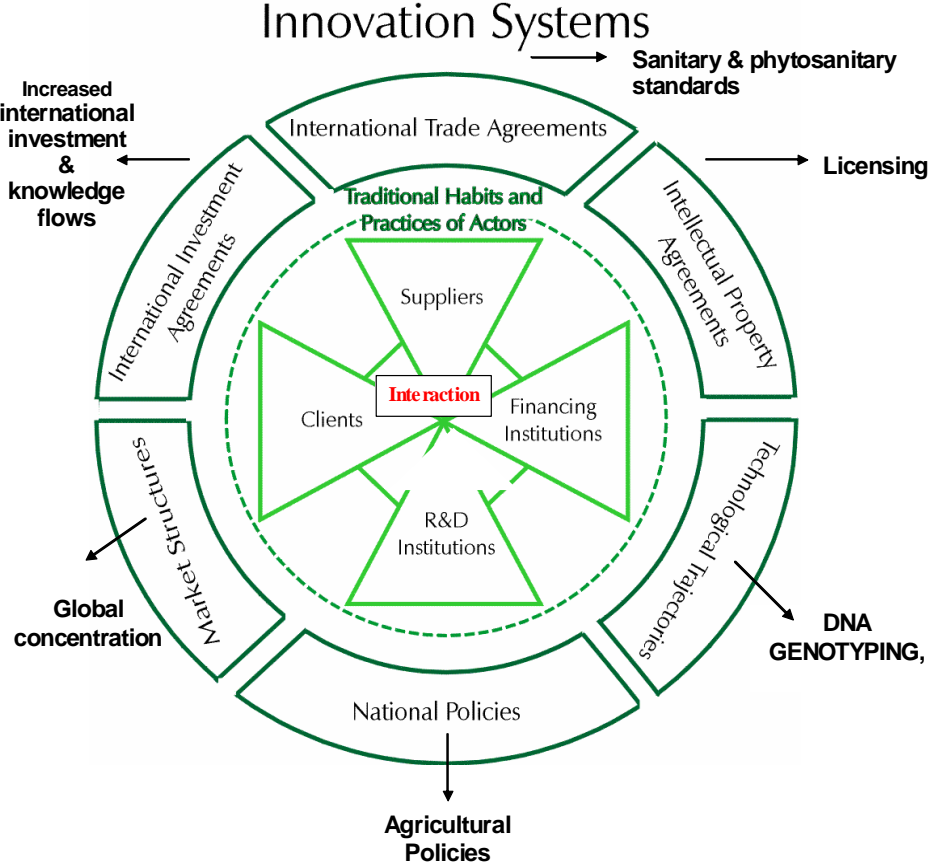 Innovation Systems
Sanitary & phytosanitary
standards
Increased
international
investment
&
knowledge
flows
International Trade Agreements
Licensing
Traditional Habits and
Practices of Actors
International Investment
Agreements
Intellectual Property
Agreements
Suppliers
Interaction
Clients
Financing
Institutions
R&D
Institutions
Market Structures
Technological Trajectories
Global
concentration
DNA
GENOTYPING,
National Policies
Agricultural
Policies